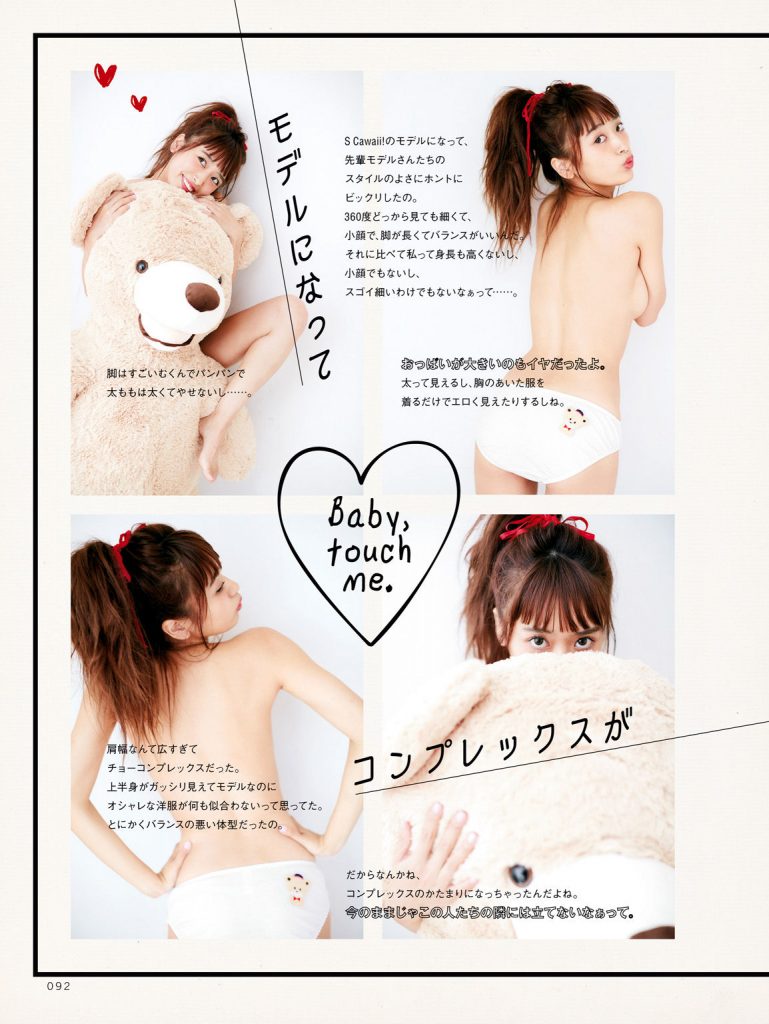 モデルになって
S Cawaii!のモデルになって、
先輩モデルさんたちの
スタイルのよさにホントに
ビックリしたの。
360度どっから見ても細くて、
小顔で、脚が長くてバランスがいいんだ。
それに比べて私って身長も高くないし、
小顔でもないし、
スゴイ細いわけでもないなぁって……。
おっぱいが大きいのもイヤだったよ。
太って見えるし、胸のあいた服を
着るだけでエロく見えたりするしね。
脚はすごいむくんでパンパンで
太ももは太くてやせないし……。
Baby,
touch
me.
コンプレックスが
肩幅なんて広すぎて
チョーコンプレックスだった。
上半身がガッシリ見えてモデルなのに
オシャレな洋服が何も似合わないって思ってた。
とにかくバランスの悪い体型だったの。
だからなんかね、
コンプレックスのかたまりになっちゃったんだよね。
今のままじゃこの人たちの隣には立てないなぁって。
092